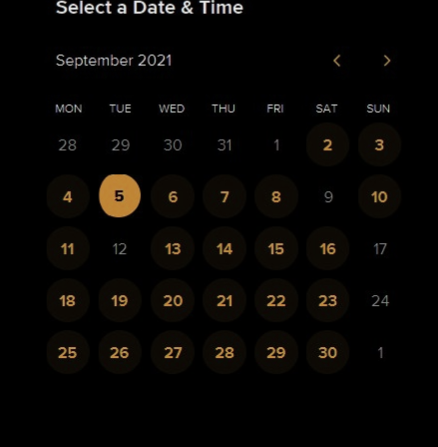 Select a Date & Time
September 2021
MON TUE WED THU FRI SAT SUN
28 29 30 31 1 2 3
4 5 6 7 8 9 10
11 12 13 14 15 16 17
18 19 20 21 22 23 24
25 26 27 28 29 30 1